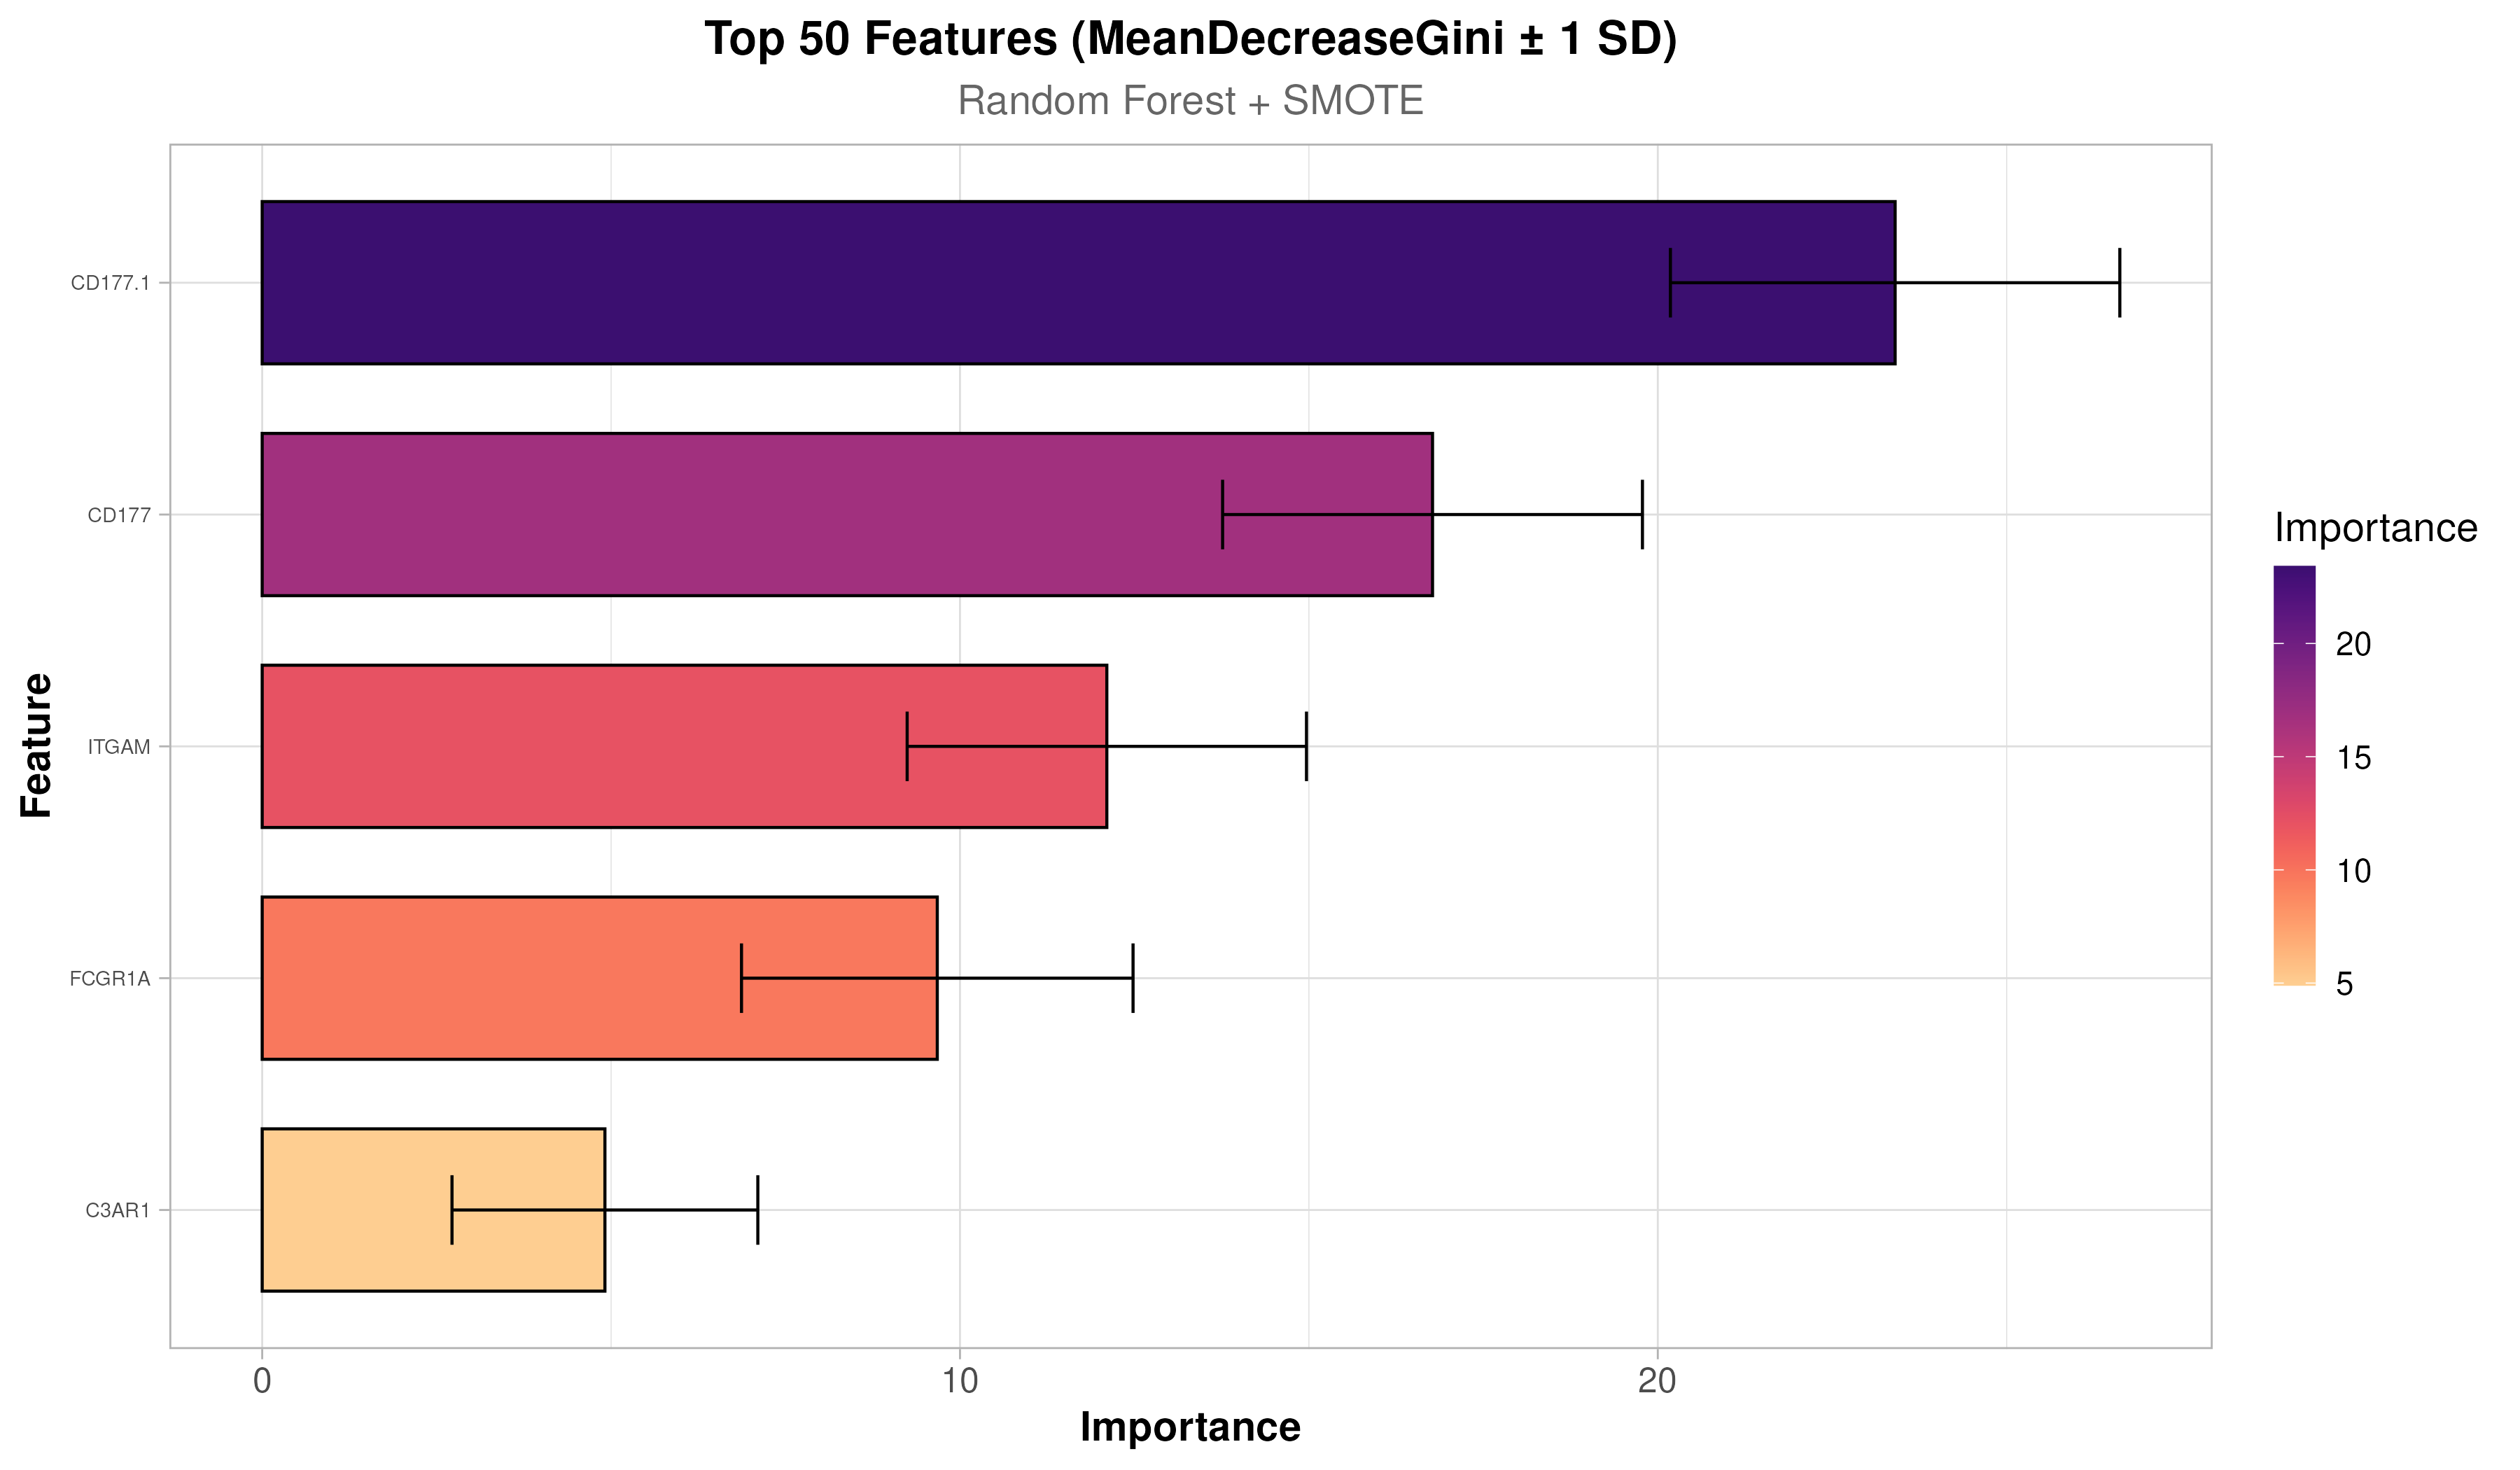 Top 50 Features (MeanDecreaseGini ± 1 SD)
Random Forest + SMOTE
Feature
CD177.1
CD177
ITGAM
FCGR1A
C3AR1
0
10
20
Importance
Importance
20
15
10
5